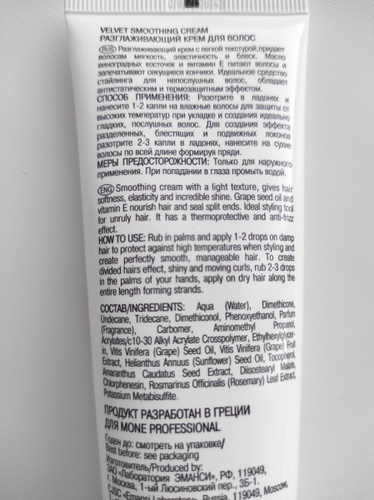 VELVET SMOOTHING CREAM
РАЗГЛАЖИВАЮЩИЙ КРЕМ ДЛЯ ВОЛОС
RUS Разглаживающий крем с легкой текстурой,придает
волосам мягкость, эластичность и блеск. Масло
виноградных косточек и витамин Е питают волосы и
запечатывают секущиеся кончики. Идеальное средство
стайлинга для непослушных волос, обладает
антистатическим и термозащитным эффектом.
СПОСОБ ПРИМЕНЕНИЯ: Разотрите в ладонях и
нанесите 1-2 капли на влажные волосы для защиты от
высоких температур при укладке и создания идеально
гладких, послушных волос. Для создания эффекта
разделенных, блестящих и подвижных локонов
разотрите 2-3 капли в ладонях, нанесите на сухие
волосы по всей длине формируя пряди.
МЕРЫ ПРЕДОСТОРОЖНОСТИ: Только для наружного
применения. При попадании в глаза промыть водой.
ENG Smoothing cream with a light texture, gives hair
softness, elasticity and incredible shine. Grape seed oil and
vitamin E nourish hair and seal split ends. Ideal styling tool
for unruly hair. It has a thermoprotective and anti-frizz
effect.
HOW TO USE: Rub in palms and apply 1-2 drops on damp
hair to protect against high temperatures when styling and
create perfectly smooth, manageable hair. To create
divided hairs effect, shiny and moving curls, rub 2-3 drops
in the palms of your hands, apply on dry hair along the
entire length forming strands.
СОСТАВ/INGREDIENTS: Aqua (Water), Dimethicone,
Undecane, Tridecane, Dimethiconol, Phenoxyethanol, Parfum
(Fragrance), Carbomer, Aminomethyl Propanol,
Acrylates/c10-30 Alkyl Acrylate Crosspolymer, Ethylhexylglyce-
in, Vitis Vinifera (Grape) Seed Oil, Vitis Vinifera (Grape) Fruit
Extract, Helianthus Annuus (Sunflower) Seed Oil, Tocopherol,
Amaranthus Caudatus Seed Extract, Diisostearyl Malate,
Chlorphenesin, Rosmarinus Officinalis (Rosemary) Leaf Extract,
Potassium Metabisulfite.
ПРОДУКТ РАЗРАБОТАН В ГРЕЦИИ
ДЛЯ MONE PROFESSIONAL
Годен до: смотреть на упаковке/
Best before: see packaging
Изготовитель/Produced by:
ЗАО «Лаборатория ЭМАНСИ», РФ, 119049,
г. Москва, 1-ый Люсиновский пер., 3Б-1.
Laboratory», Russia, 119049, Moscow,